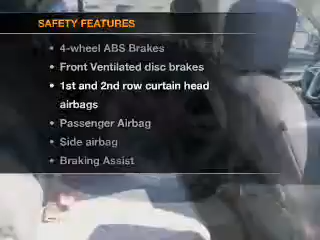 SAFETY FEATURES
• 4-wheel ABS Brakes
• Front Ventilated disc brakes
• 1st and 2nd row curtain head
airbags
• Passenger Airbag
• Side airbag
• Braking Assist